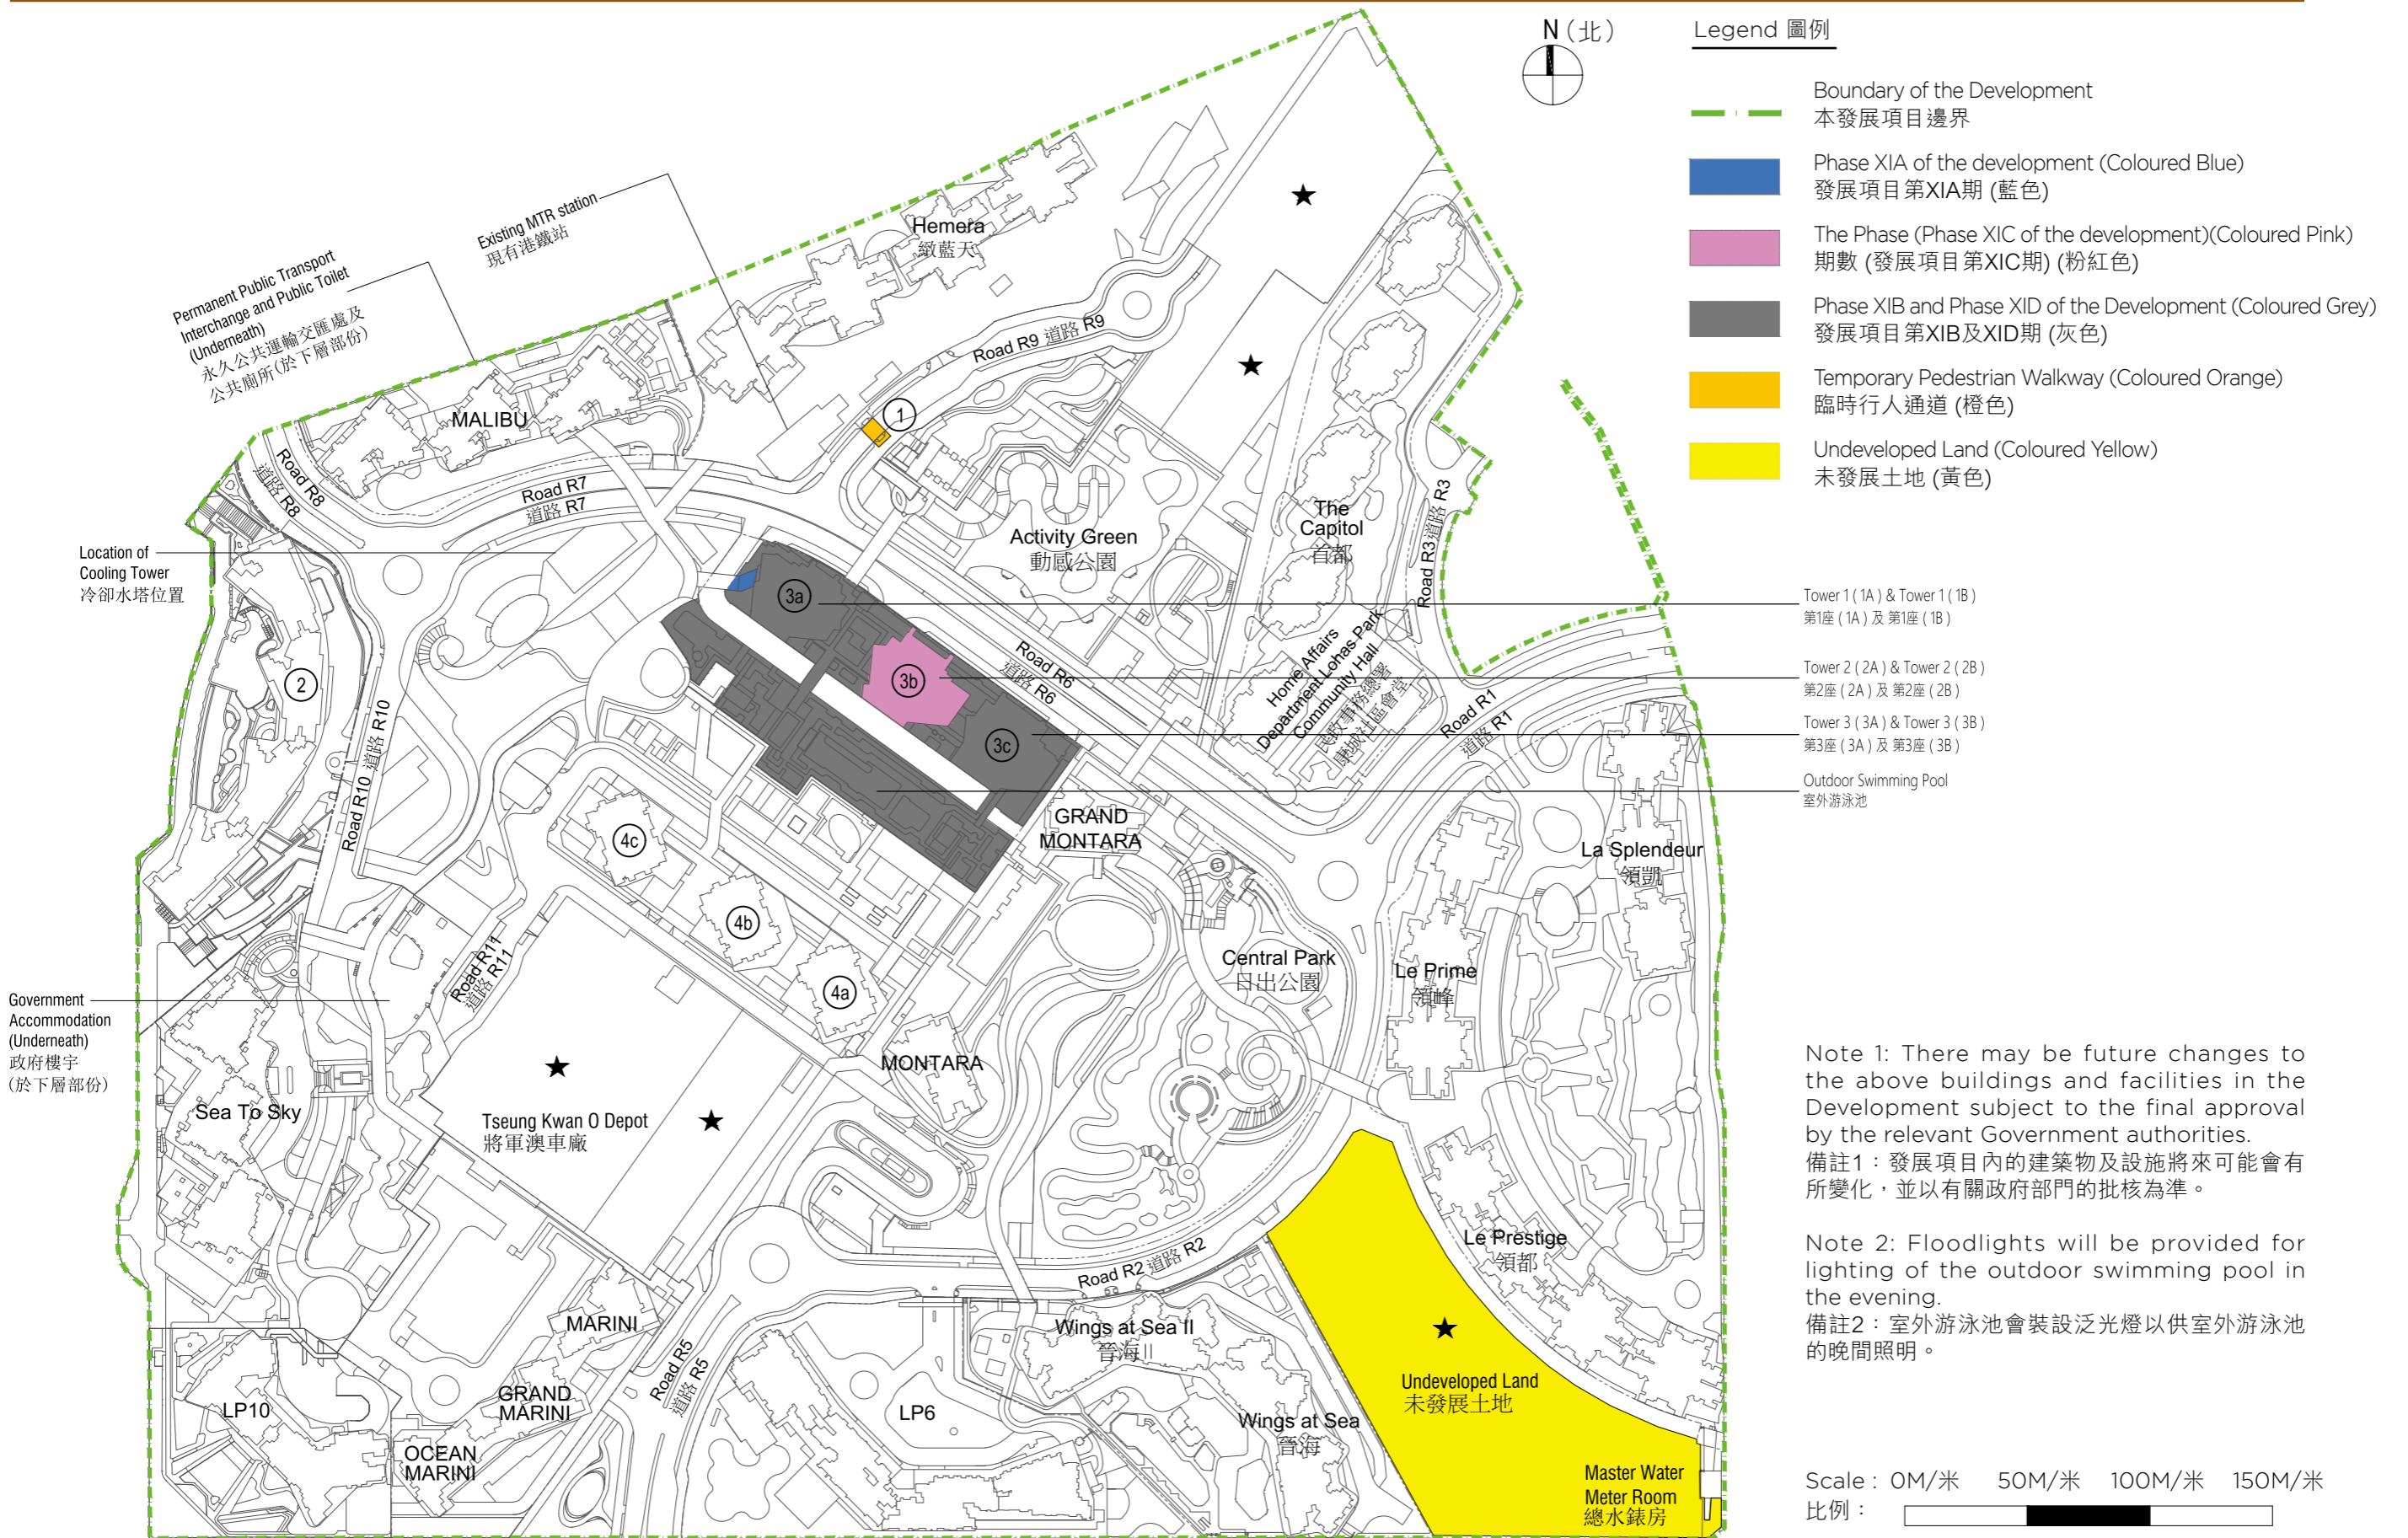 N (北)
Legend 圖例
Boundary of the Development
本發展項目邊界
Phase XIA of the development (Coloured Blue)
發展項目第XIA期 (藍色)
The Phase (Phase XIC of the development)(Coloured Pink)
期數 (發展項目第XIC期) (粉紅色)
Phase XIB and Phase XID of the Development (Coloured Grey)
發展項目第XIB及XID期 (灰色)
Temporary Pedestrian Walkway (Coloured Orange)
臨時行人通道 (橙色)
Undeveloped Land (Coloured Yellow)
未發展土地 (黃色)
Existing MTR station
現有港鐵站
Permanent Public Transport
Interchange and Public Toilet
(Underneath)
永久公共運輸交匯處及
公共廁所(於下層部份)
Hemera
緻藍天
MALIBU
Road R9 道路 R9
1
Road R8
道路 R8
Road R7
道路 R7
Location of
Cooling Tower
冷卻水塔位置
Activity Green
動感公園
The
Capitol
首都
Road R3 道路 R3
Road R3
2
3a
3b
3c
Road R6
道路 R6
Home Affairs
Department Lohas Park
Community Hall
民政事務總署
康城社區會堂
Road R1
道路 R1
Tower 1 ( 1A ) & Tower 1 ( 1B )
第1座 ( 1A ) 及 第1座 ( 1B )
Tower 2 ( 2A ) & Tower 2 ( 2B )
第2座 ( 2A ) 及 第2座 ( 2B )
Tower 3 ( 3A ) & Tower 3 ( 3B )
第3座 ( 3A ) 及 第3座 ( 3B )
Outdoor Swimming Pool
室外游泳池
Road R10 道路 R10
GRAND
MONTARA
La Splendeur
領凱
4c
4b
4a
Central Park
日出公園
Le Prime
領峰
Road R11
道路 R11
Government
Accommodation
(Underneath)
政府樓宇
(於下層部份)
MONTARA
Sea To Sky
Tseung Kwan O Depot
將軍澳車廠
Le Prestige
領都
Road R2 道路 R2
MARINI
Wings at Sea II
晉海II
Road R5
道路 R5
GRAND
MARINI
LP10
LP6
Undeveloped Land
未發展土地
Wings at Sea
晉海
OCEAN
MARINI
Master Water
Meter Room
總水錶房
Note 1: There may be future changes to
the above buildings and facilities in the
Development subject to the final approval
by the relevant Government authorities.
備註1：發展項目內的建築物及設施將來可能會有
所變化，並以有關政府部門的批核為準。
Note 2: Floodlights will be provided for
lighting of the outdoor swimming pool in
the evening.
備註2：室外游泳池會裝設泛光燈以供室外游泳池
的晚間照明。
Scale : 0M/米 50M/米 100M/米 150M/米
比例：